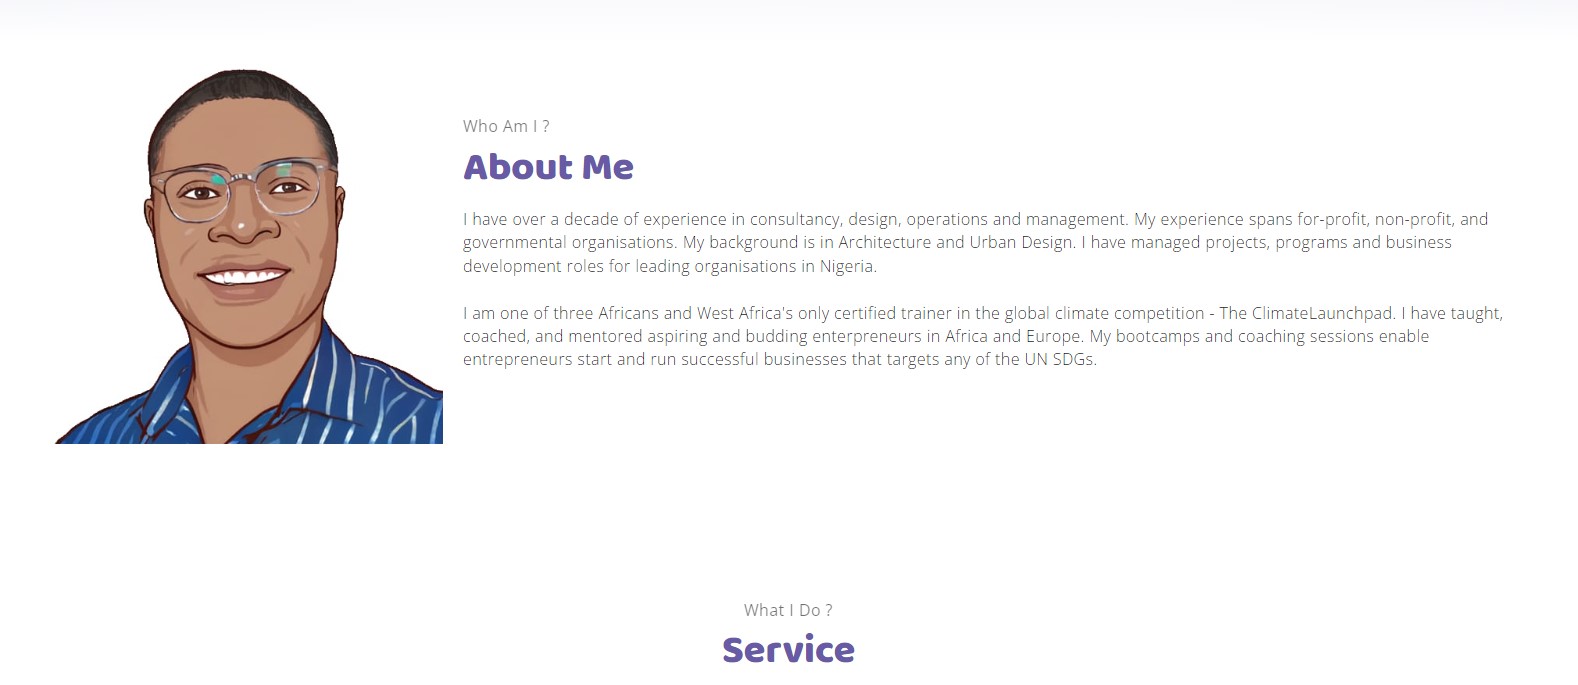 Who Am I ?
About Me
I have over a decade of experience in consultancy, design, operations and management. My experience spans for-profit, non-profit, and
governmental organisations. My background is in Architecture and Urban Design. I have managed projects, programs and business
development roles for leading organisations in Nigeria.
I am one of three Africans and West Africa's only certified trainer in the global climate competition - The ClimateLaunchpad. I have taught,
coached, and mentored aspiring and budding enterpreneurs in Africa and Europe. My bootcamps and coaching sessions enable
entrepreneurs start and run successful businesses that targets any of the UN SDGs.
What I Do ?
Service